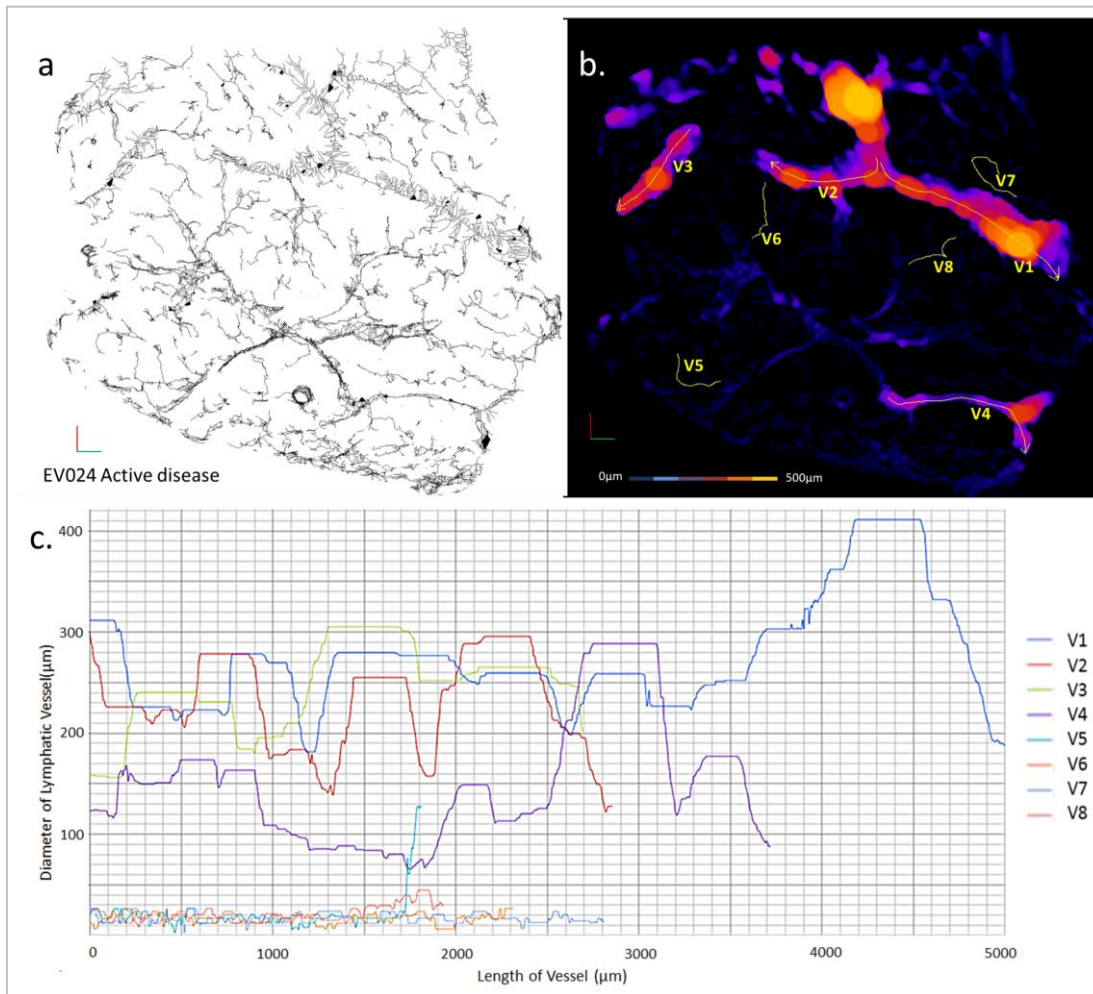 a
b.
V3
V2
V7
V6
V8
V1
V5
V4
EV024 Active disease
0µm
500µm
c.
Diameter of Lymphatic Vessel(µm)
400
300
200
100
0
1000
2000
3000
4000
5000
Length of Vessel (µm)
V1
V2
V3
V4
V5
V6
V7
V8